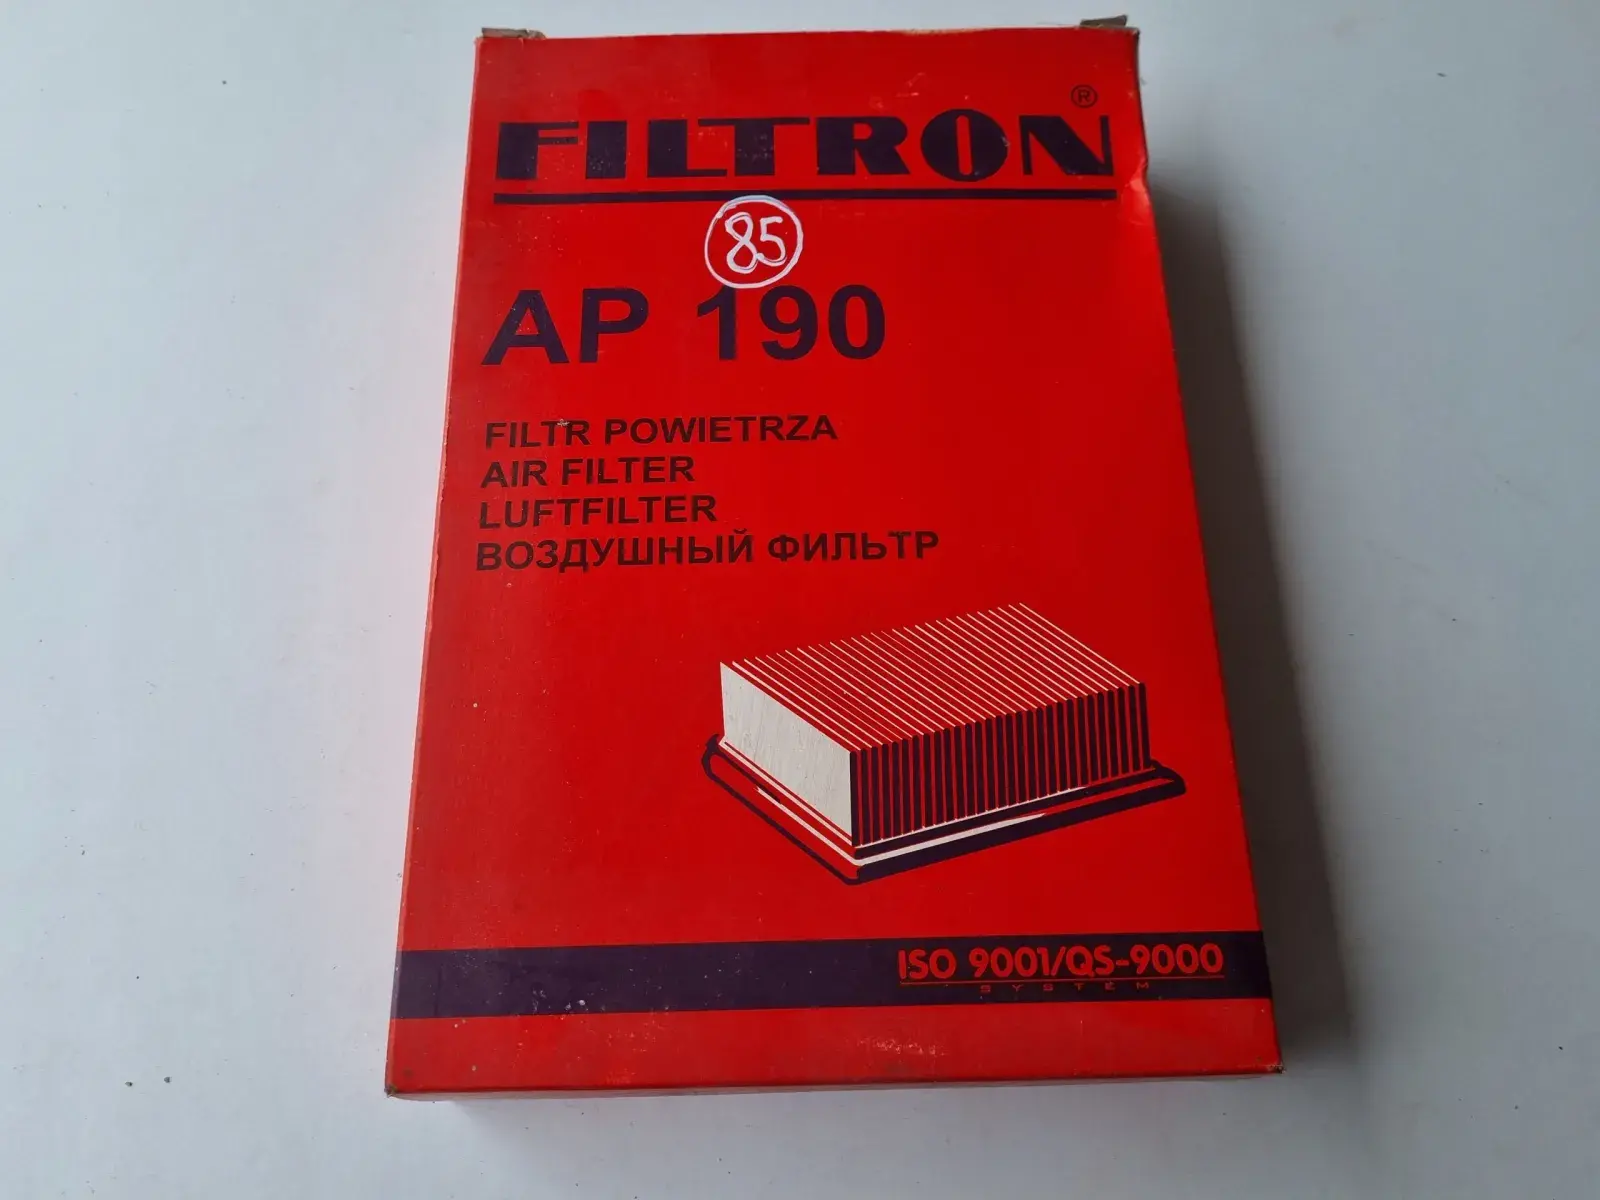 FILTRON®
85
AP 190
FILTR POWIETRZA
AIR FILTER
LUFTFILTER
ВОЗДУШНЫЙ ФИЛЬТР
ISO 9001/QS-9000
SYSTEM